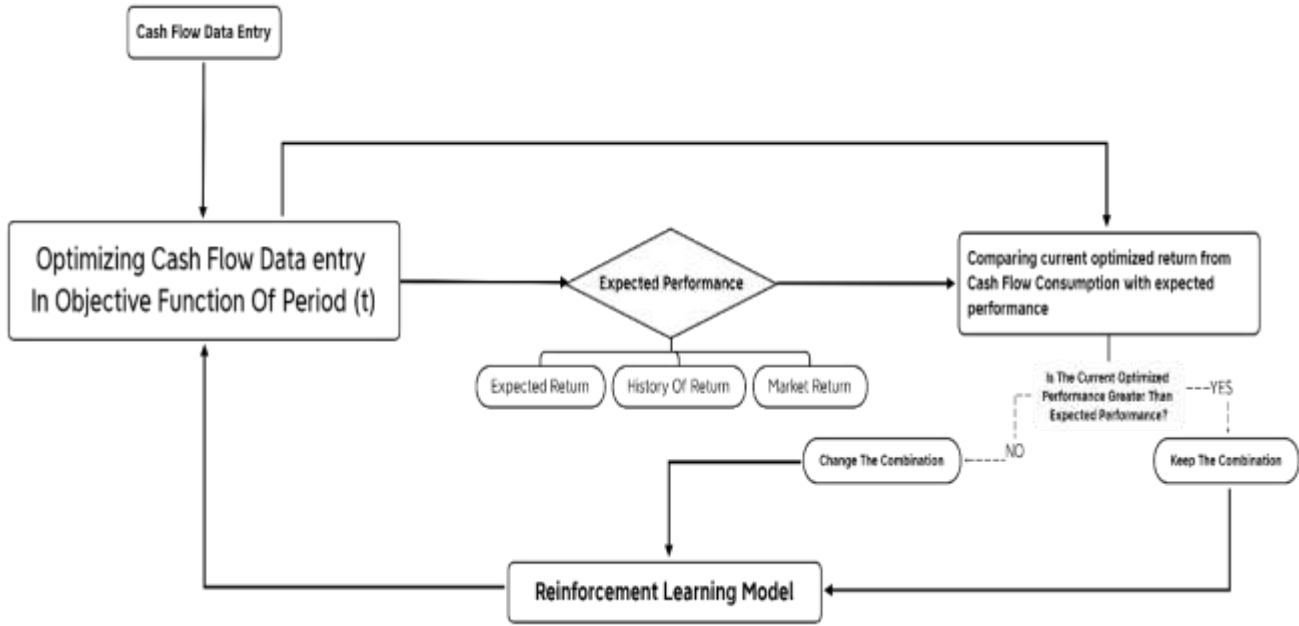 Cash Flow Data Entry
Optimizing Cash Flow Data entry
In Objective Function Of Period (t)
Expected Performance
Expected Return
History Of Return
Market Return
Comparing current optimized return from
Cash Flow Consumption with expected
performance
Is The Current Optimized
Performance Greater Than
Expected Performance?
YES
NO
Change The Combination
Keep The Combination
Reinforcement Learning Model